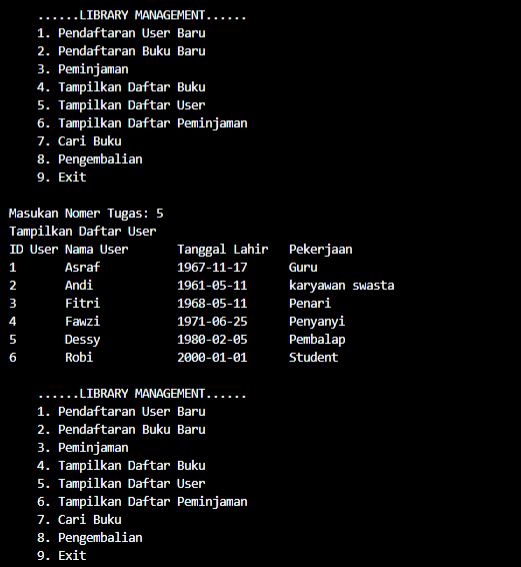 ......LIBRARY MANAGEMENT......
1. Pendaftaran User Baru
2. Pendaftaran Buku Baru
3. Peminjaman
4. Tampilkan Daftar Buku
5. Tampilkan Daftar User
6. Tampilkan Daftar Peminjaman
7. Cari Buku
8. Pengembalian
9. Exit
Masukan Nomer Tugas: 5
Tampilkan Daftar User
ID User Nama User Tanggal Lahir Pekerjaan
1 Asraf 1967-11-17 Guru
2 Andi 1961-05-11 karyawan swasta
3 Fitri 1968-05-11 Penari
4 Fawzi 1971-06-25 Penyanyi
5 Dessy 1980-02-05 Pembalap
6 Robi 2000-01-01 Student
......LIBRARY MANAGEMENT......
1. Pendaftaran User Baru
2. Pendaftaran Buku Baru
3. Peminjaman
4. Tampilkan Daftar Buku
5. Tampilkan Daftar User
6. Tampilkan Daftar Peminjaman
7. Cari Buku
8. Pengembalian
9. Exit